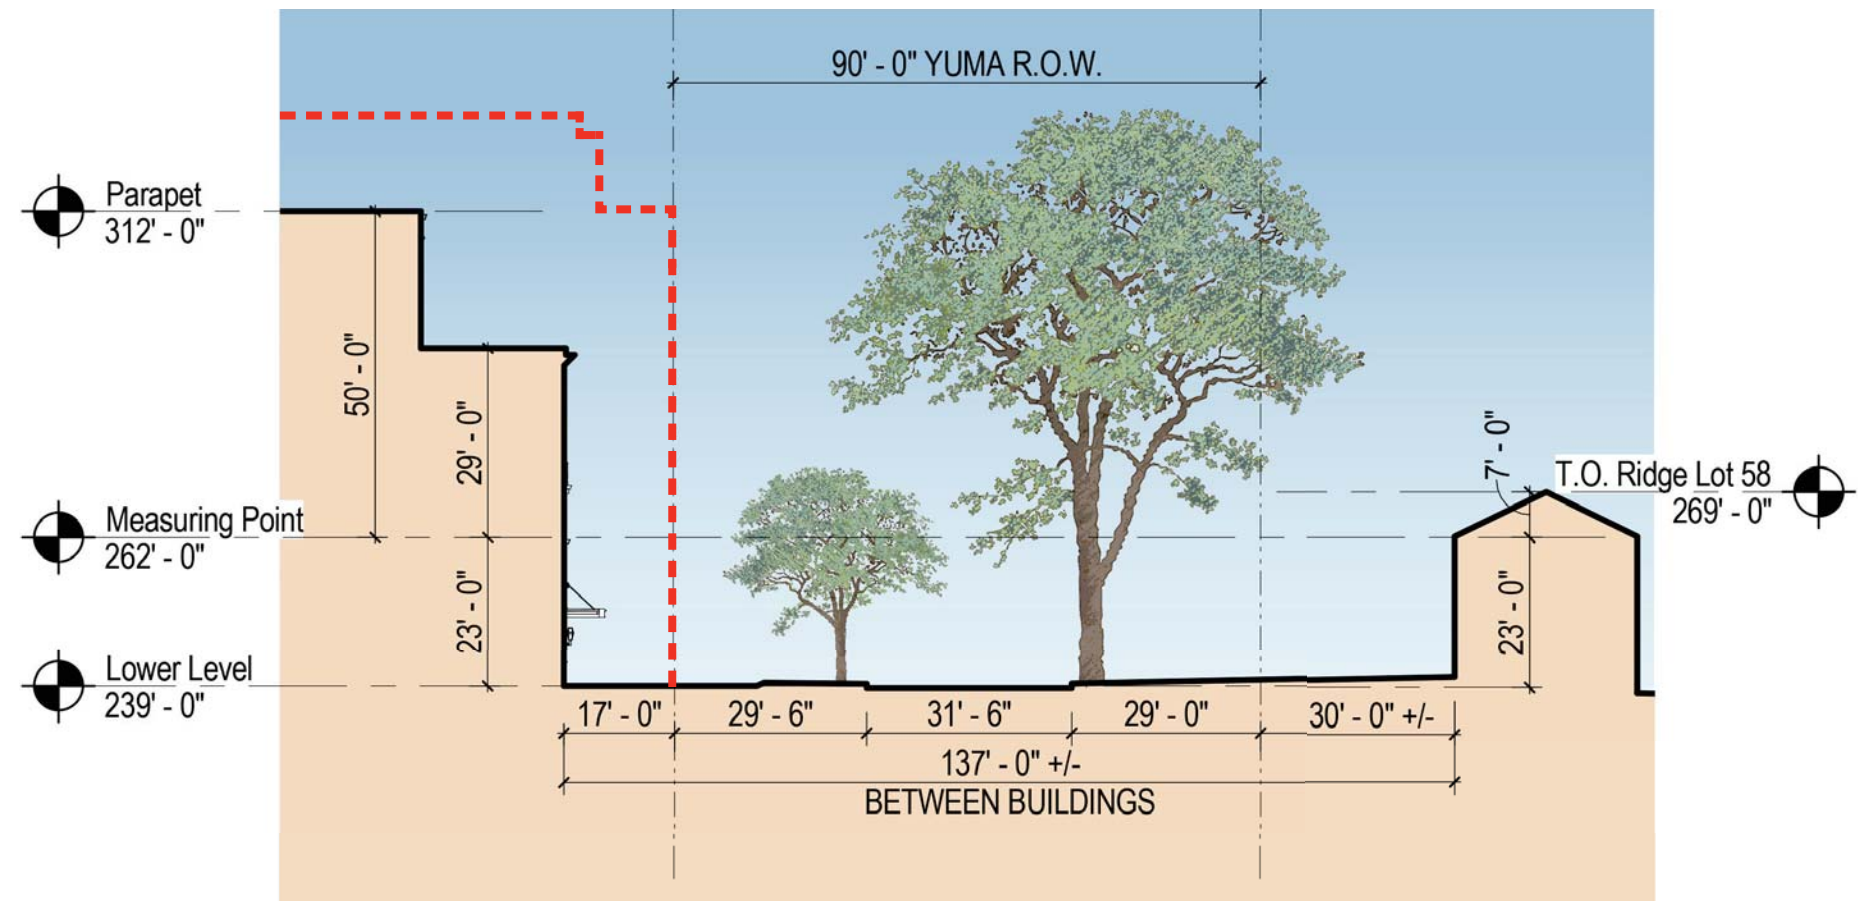 90' - 0" YUMA R.O.W.
Parapet
312' - 0"
50' - 0"
29' - 0"
7' - 0"
T.O. Ridge Lot 58
269' - 0"
Measuring Point
262' - 0"
23' - 0"
23' - 0"
Lower Level
239' - 0"
17' - 0"
29' - 6"
31' - 6"
29' - 0"
30' - 0" +/-
137' - 0" +/-
BETWEEN BUILDINGS